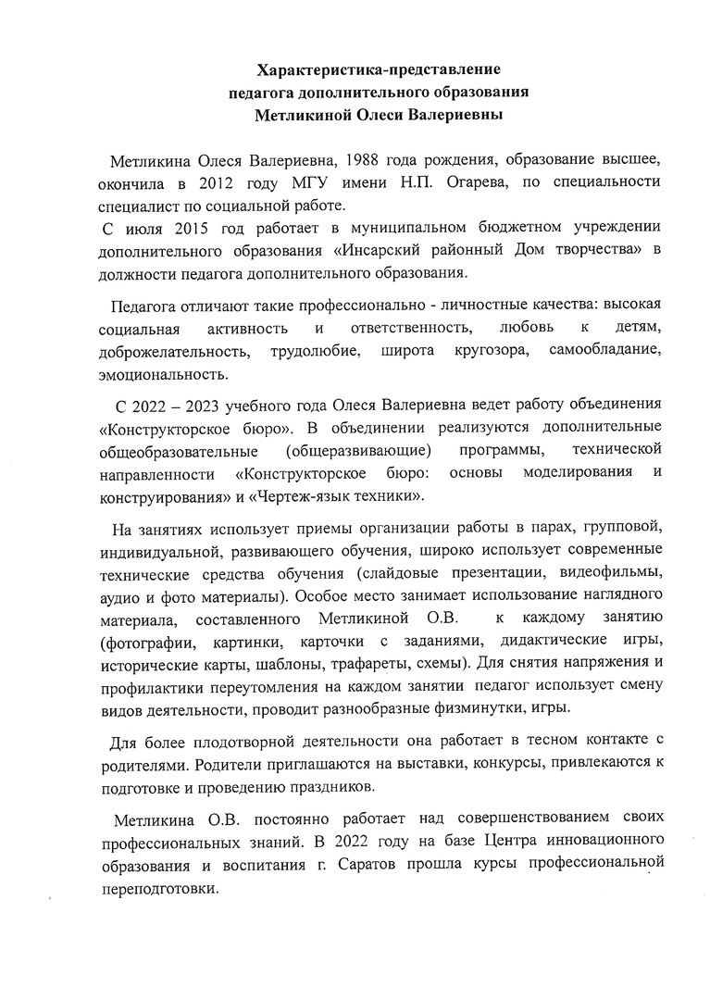 Характеристика-представление
педагога дополнительного образования
Метликиной Олеси Валериевны
Метликина Олеся Валериевна, 1988 года рождения, образование высшее,
окончила в 2012 году МГУ имени Н.П. Огарева, по специальности
специалист по социальной работе.
С июля 2015 год работает в муниципальном бюджетном учреждении
дополнительного образования «Инсарский районный Дом творчества» в
должности педагога дополнительного образования.
Педагога отличают такие профессионально - личностные качества: высокая
социальная активность и ответственность, любовь к детям,
доброжелательность, трудолюбие, широта кругозора, самообладание,
эмоциональность.
С 2022 – 2023 учебного года Олеся Валериевна ведет работу объединения
«Конструкторское бюро». В объединении реализуются дополнительные
общеобразовательные (общеразвивающие) программы, технической
направленности «Конструкторское бюро: основы моделирования и
конструирования» и «Чертеж-язык техники».
На занятиях использует приемы организации работы в парах, групповой,
индивидуальной, развивающего обучения, широко использует современные
технические средства обучения (слайдовые презентации, видеофильмы,
аудио и фото материалы). Особое место занимает использование наглядного
материала, составленного Метликиной О.В. к каждому занятию
(фотографии, картинки, карточки с заданиями, дидактические игры,
исторические карты, шаблоны, трафареты, схемы). Для снятия напряжения и
профилактики переутомления на каждом занятии педагог использует смену
видов деятельности, проводит разнообразные физминутки, игры.
Для более плодотворной деятельности она работает в тесном контакте с
родителями. Родители приглашаются на выставки, конкурсы, привлекаются к
подготовке и проведению праздников.
Метликина О.В. постоянно работает над совершенствованием своих
профессиональных знаний. В 2022 году на базе Центра инновационного
образования и воспитания г. Саратов прошла курсы профессиональной
переподготовки.